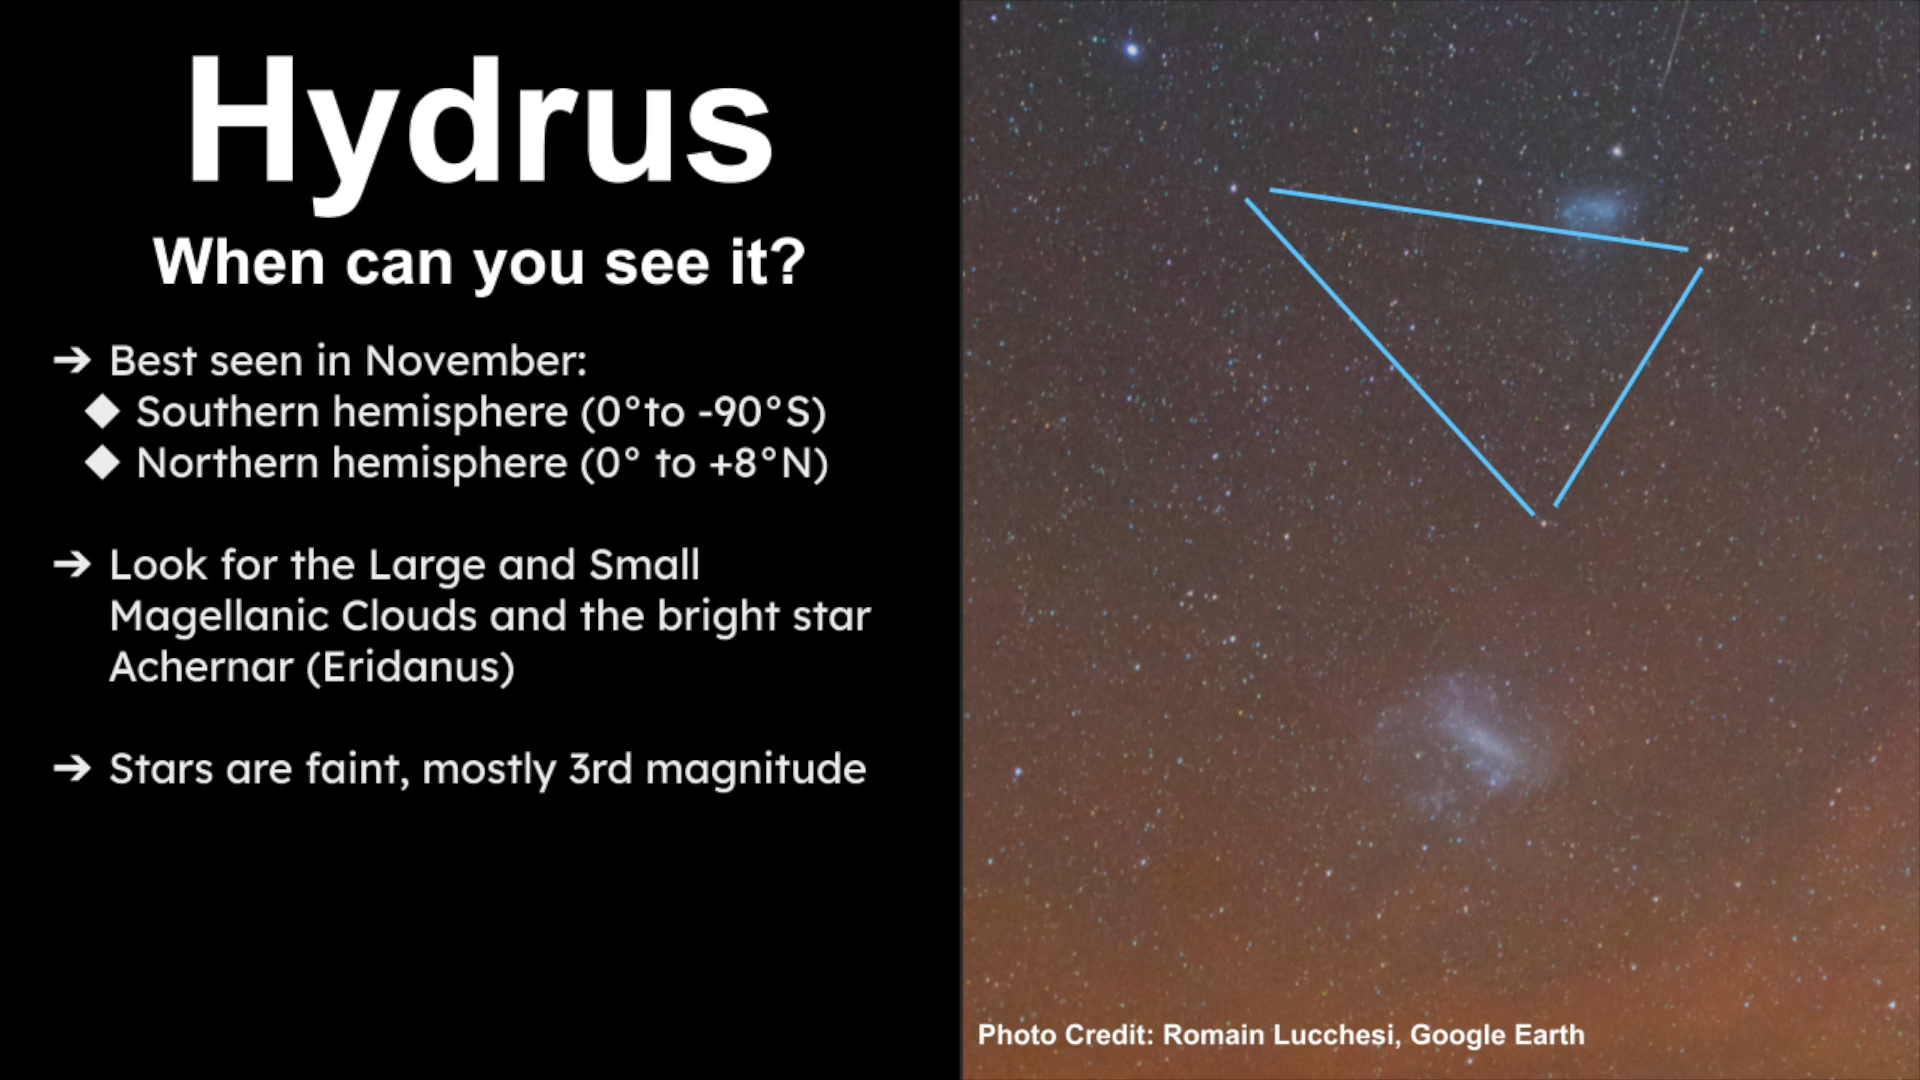 Hydrus
When can you see it?
➔ Best seen in November:
◆ Southern hemisphere (0°to -90°S)
◆ Northern hemisphere (0° to +8°N)
➔ Look for the Large and Small
Magellanic Clouds and the bright star
Achernar (Eridanus)
➔ Stars are faint, mostly 3rd magnitude
Photo Credit: Romain Lucchesi, Google Earth